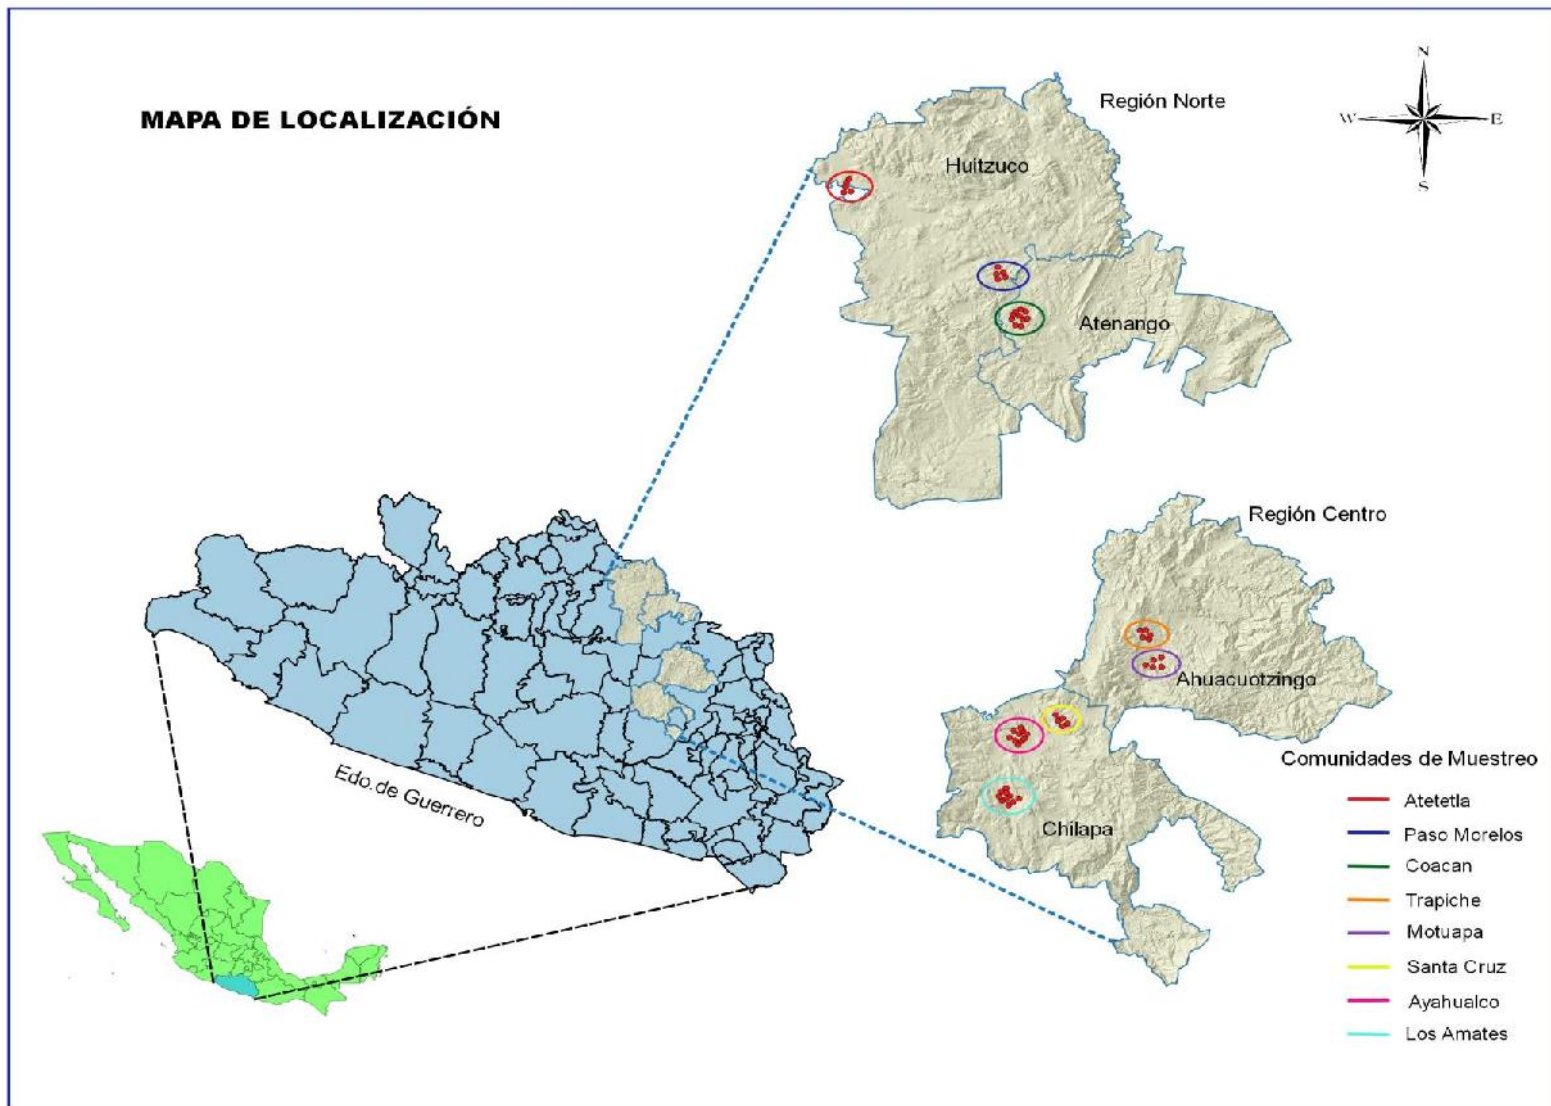 MAPA DE LOCALIZACIÓN
Región Norte
N
W
E
S
Huitzuco
Atenango
Región Centro
Ahuacuotzingo
Chilapa
Edo.de Guerrero
Comunidades de Muestreo
Atetetla
Paso Morelos
Coacan
Trapiche
Motuapa
Santa Cruz
Ayahualco
Los Amates